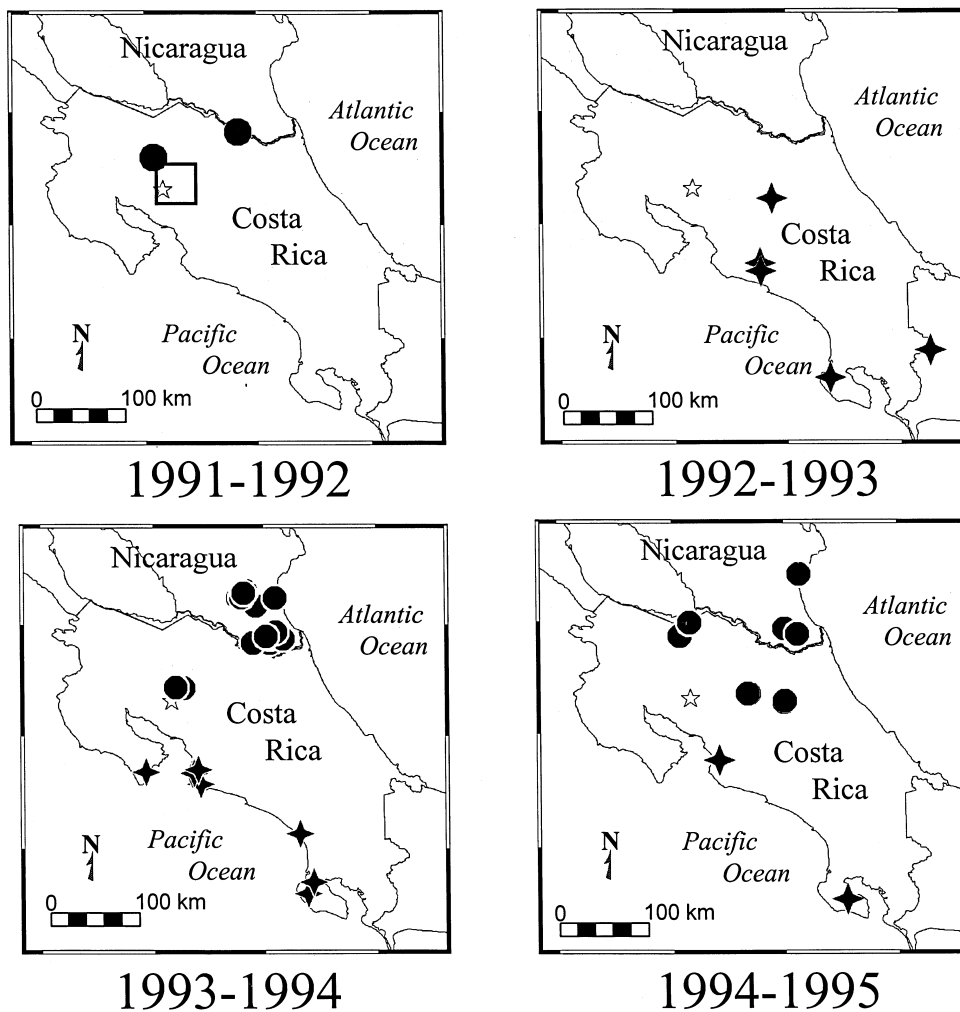 Nicaragua
Atlantic
Ocean
Costa
Rica
Pacific
Ocean
N
0 100 km
1991-1992
Nicaragua
Atlantic
Ocean
Costa
Rica
Pacific
Ocean
N
0 100 km
1992-1993
Nicaragua
Atlantic
Ocean
Costa
Rica
Pacific
Ocean
N
0 100 km
1993-1994
Nicaragua
Atlantic
Ocean
Costa
Rica
Pacific
Ocean
N
0 100 km
1994-1995